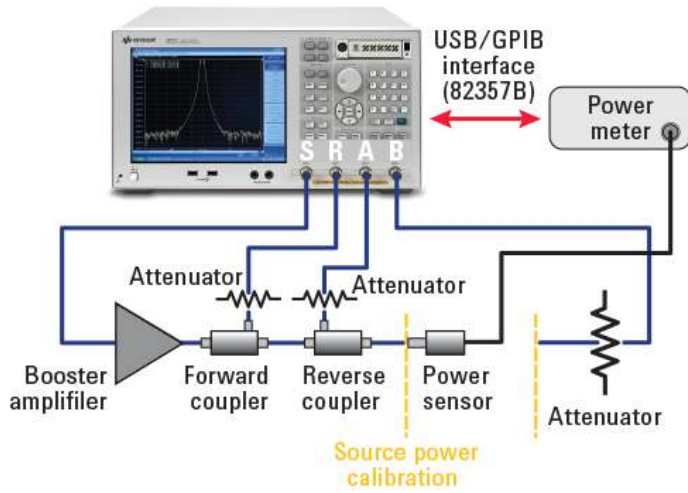 KEYSIGHT
USB/GPIB
interface
(82357B)
Power
meter
S R A B
Attenuator
Attenuator
Booster
amplifiler
Forward
coupler
Reverse
coupler
Power
sensor
Attenuator
Source power
calibration